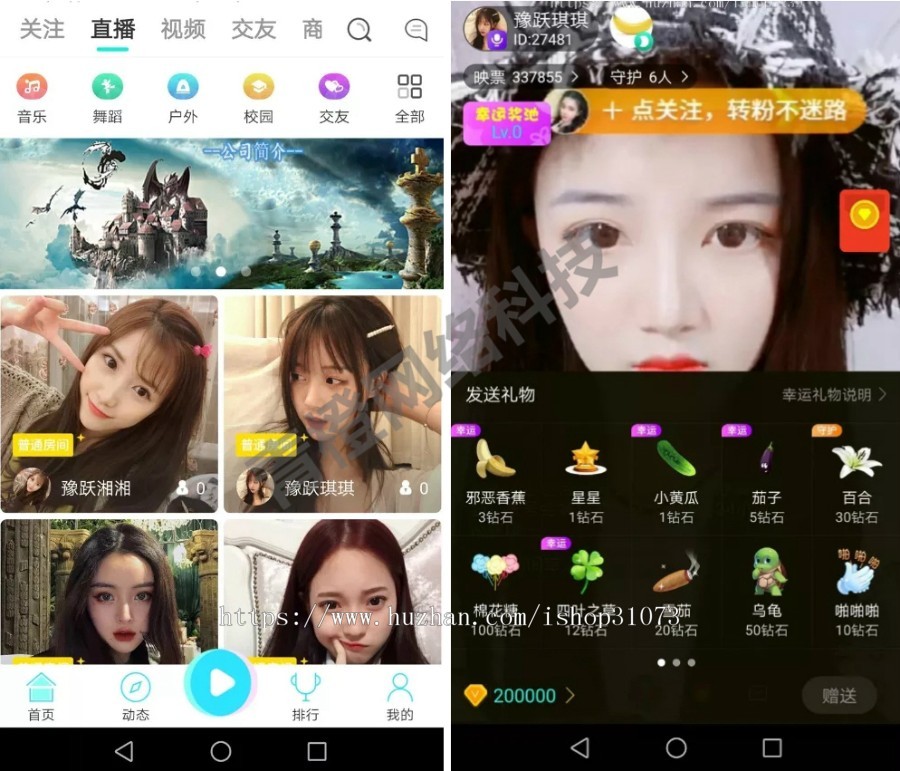 关注 直播 视频 交友 商
音乐 舞蹈 户外 校园 交友 全部
--公司简介--
普通房间
豫跃湘湘 0
普通房间
豫跃琪琪 0
首页 动态 排行 我的
豫跃琪琪
ID:27481
映票 337855
守护 6人
幸运奖池
Lv.0
+ 点关注，转粉不迷路
发送礼物
幸运礼物说明
幸运 幸运 幸运 守护
邪恶香蕉 星星 小黄瓜 茄子 百合
3钻石 1钻石 1钻石 5钻石 30钻石
幸运
啪啪啪
棉花糖 四叶之草 雪茄 乌龟 啪啪啪
100钻石 12钻石 20钻石 50钻石 10钻石
200000
赠送
青橙网络科技
https://www.huzhan.com/ishop31073